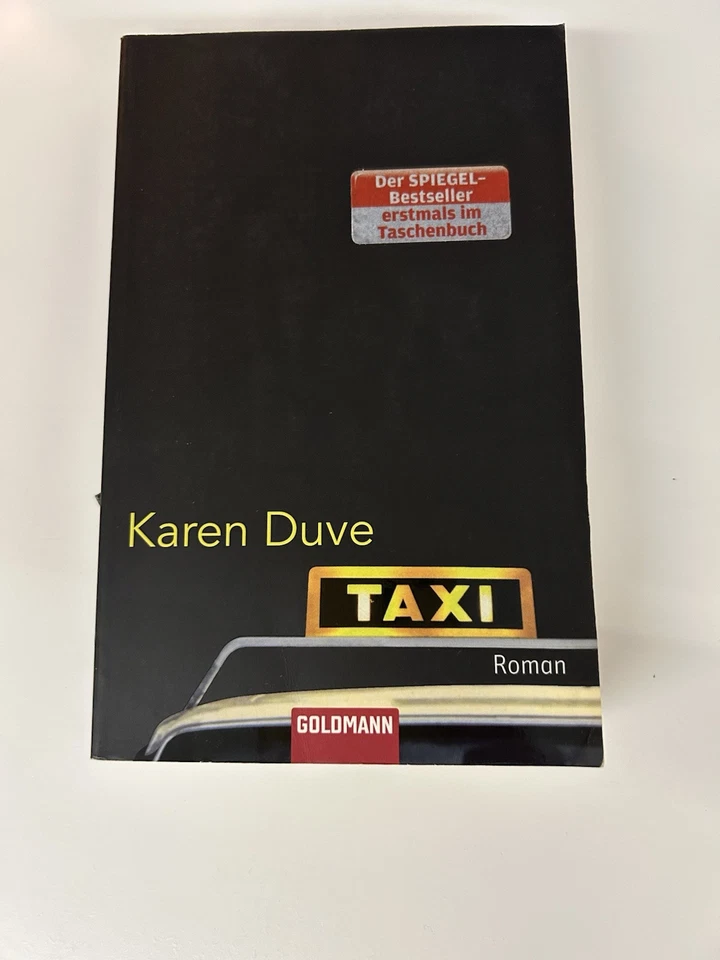 Der SPIEGEL-
Bestseller
erstmals im
Taschenbuch
Karen Duve
TAXI
Roman
GOLDMANN